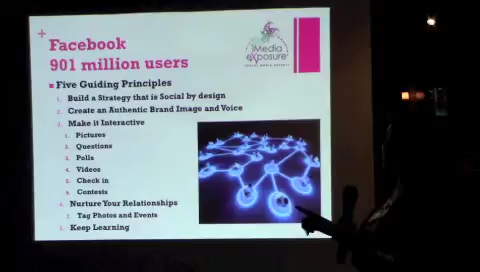 +
Facebook
901 million users
iMedia
eXposure
Five Guiding Principles
1. Build a Strategy that is Social by design
2. Create an Authentic Brand Image and Voice
3. Make it Interactive
1. Pictures
2. Questions
3. Polls
4. Videos
5. Check in
6. Contests
4. Nurture Your Relationships
1. Tag Photos and Events
5. Keep Learning